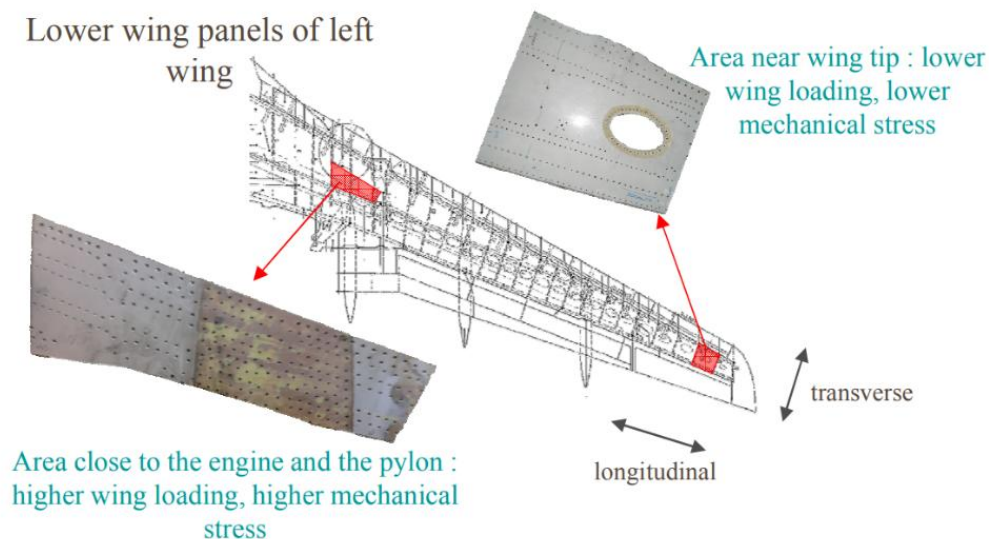 Lower wing panels of left
wing
Area near wing tip : lower
wing loading, lower
mechanical stress
transverse
longitudinal
Area close to the engine and the pylon :
higher wing loading, higher mechanical
stress